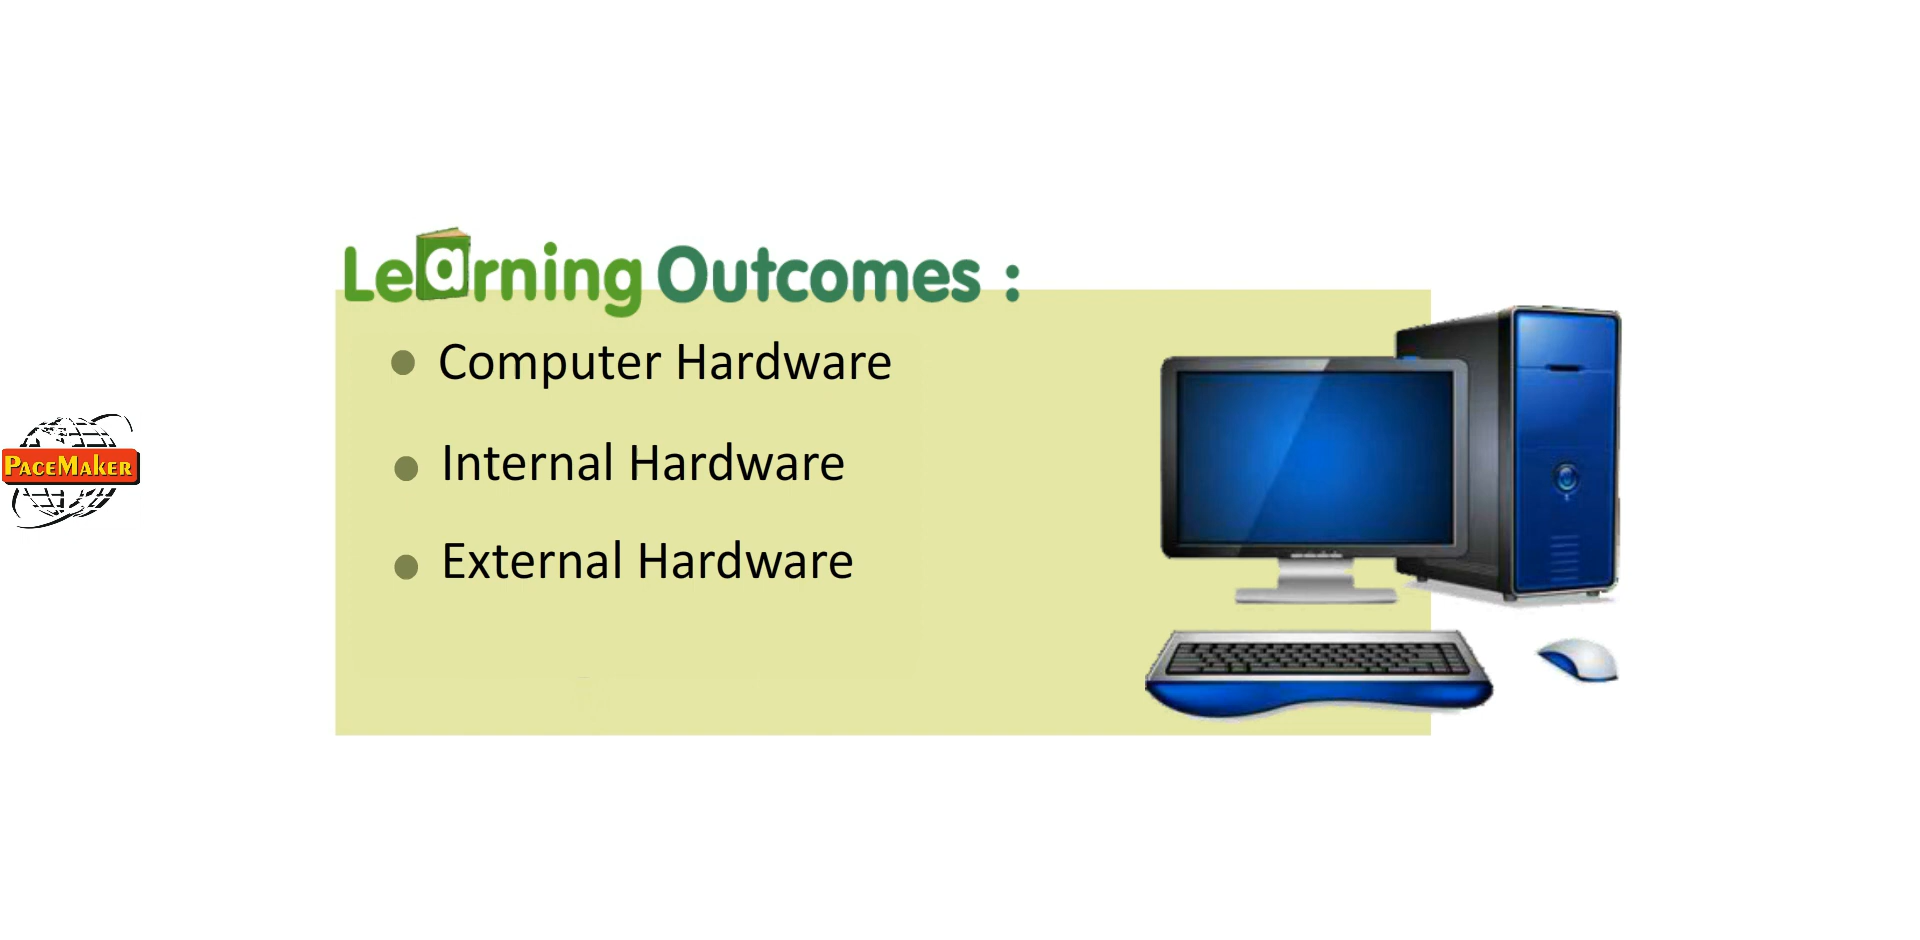 Learning Outcomes :
Computer Hardware
Internal Hardware
External Hardware
PACEMAKER